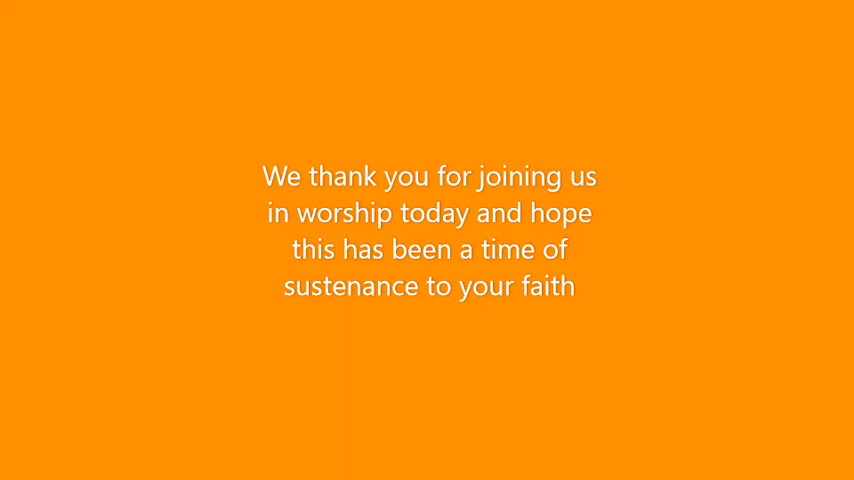 We thank you for joining us
in worship today and hope
this has been a time of
sustenance to your faith